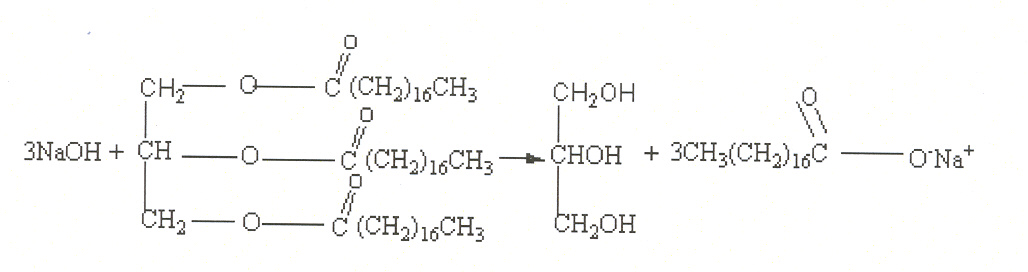 O
CH2 O C (CH2)16CH3 CH2OH O
O
3NaOH + CH O C (CH2)16CH3 CHOH + 3CH3(CH2)16C O-Na+
O
CH2 O C (CH2)16CH3 CH2OH